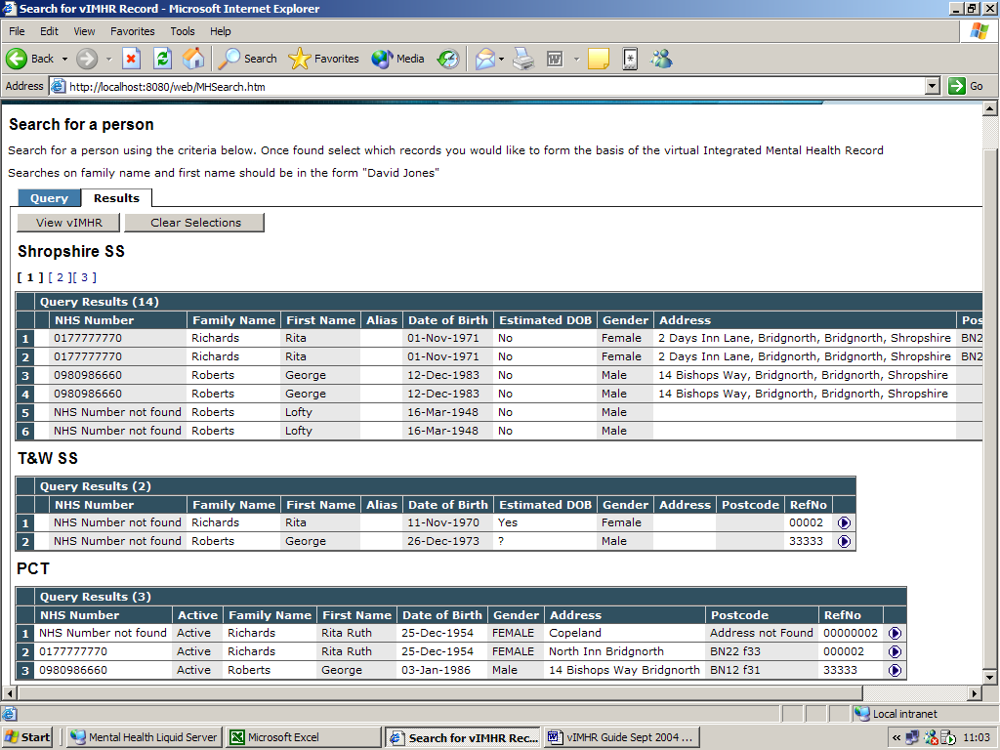 Search for vIMHR Record - Microsoft Internet Explorer
File Edit View Favorites Tools Help
Back Search Favorites Media
Address http://localhost:8080/web/MHSearch.htm Go
Search for a person
Search for a person using the criteria below. Once found select which records you would like to form the basis of the virtual Integrated Mental Health Record
Searches on family name and first name should be in the form "David Jones"
Query Results
View vIMHR Clear Selections
Shropshire SS
[ 1 ] [ 2 ][ 3 ]
Query Results (14)
NHS Number Family Name First Name Alias Date of Birth Estimated DOB Gender Address Pos
1 0177777770 Richards Rita 01-Nov-1971 No Female 2 Days Inn Lane, Bridgnorth, Bridgnorth, Shropshire BN2
2 0177777770 Richards Rita 01-Nov-1971 No Female 2 Days Inn Lane, Bridgnorth, Bridgnorth, Shropshire BN2
3 0980986660 Roberts George 12-Dec-1983 No Male 14 Bishops Way, Bridgnorth, Bridgnorth, Shropshire
4 0980986660 Roberts George 12-Dec-1983 No Male 14 Bishops Way, Bridgnorth, Bridgnorth, Shropshire
5 NHS Number not found Roberts Lofty 16-Mar-1948 No Male
6 NHS Number not found Roberts Lofty 16-Mar-1948 No Male
T&W SS
Query Results (2)
NHS Number Family Name First Name Alias Date of Birth Estimated DOB Gender Address Postcode RefNo
1 NHS Number not found Richards Rita 11-Nov-1970 Yes Female 00002
2 NHS Number not found Roberts George 26-Dec-1973 ? Male 33333
PCT
Query Results (3)
NHS Number Active Family Name First Name Date of Birth Gender Address Postcode RefNo
1 NHS Number not found Active Richards Rita Ruth 25-Dec-1954 FEMALE Copeland Address not Found 00000002
2 0177777770 Active Richards Rita Ruth 25-Dec-1954 FEMALE North Inn Bridgnorth BN22 f33 000002
3 0980986660 Active Roberts George 03-Jan-1986 Male 14 Bishops Way Bridgnorth BN12 f31 33333
Local intranet
Start Mental Health Liquid Server Microsoft Excel Search for vIMHR Rec... vIMHR Guide Sept 2004 ... « 11:03